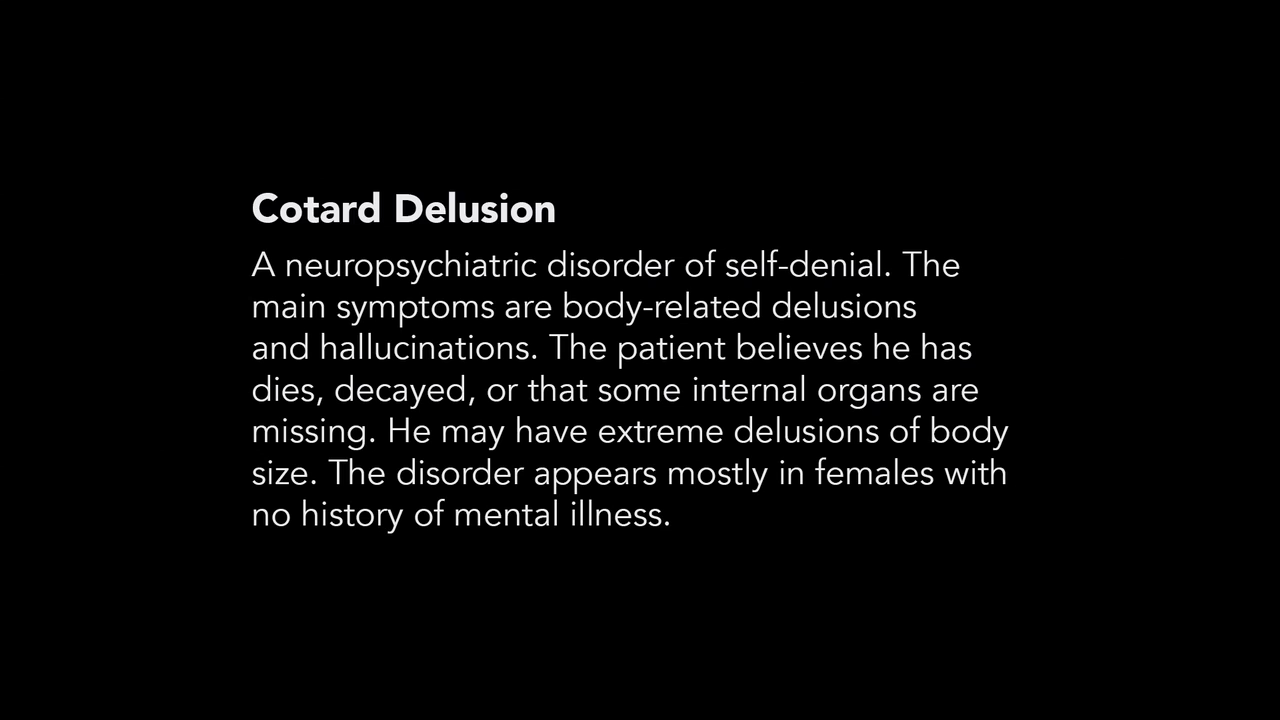 Cotard Delusion
A neuropsychiatric disorder of self-denial. The
main symptoms are body-related delusions
and hallucinations. The patient believes he has
dies, decayed, or that some internal organs are
missing. He may have extreme delusions of body
size. The disorder appears mostly in females with
no history of mental illness.